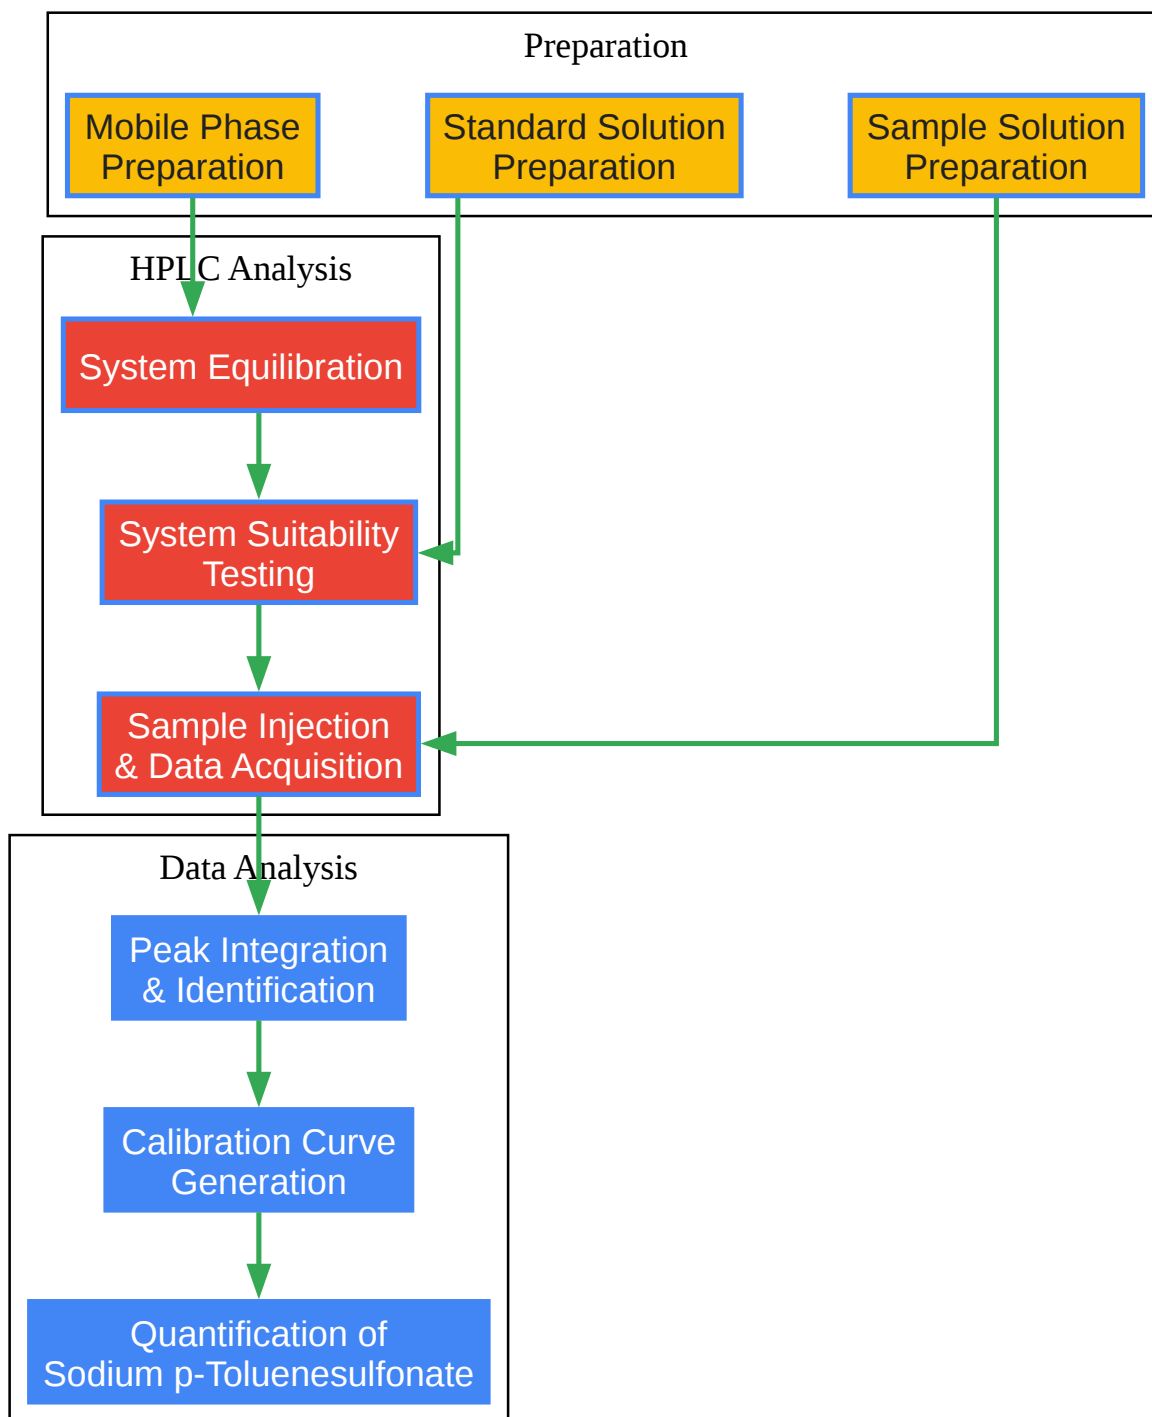 Preparation
Mobile Phase
Preparation
Standard Solution
Preparation
Sample Solution
Preparation
HPLC Analysis
System Equilibration
System Suitability
Testing
Sample Injection
& Data Acquisition
Data Analysis
Peak Integration
& Identification
Calibration Curve
Generation
Quantification of
Sodium p-Toluenesulfonate